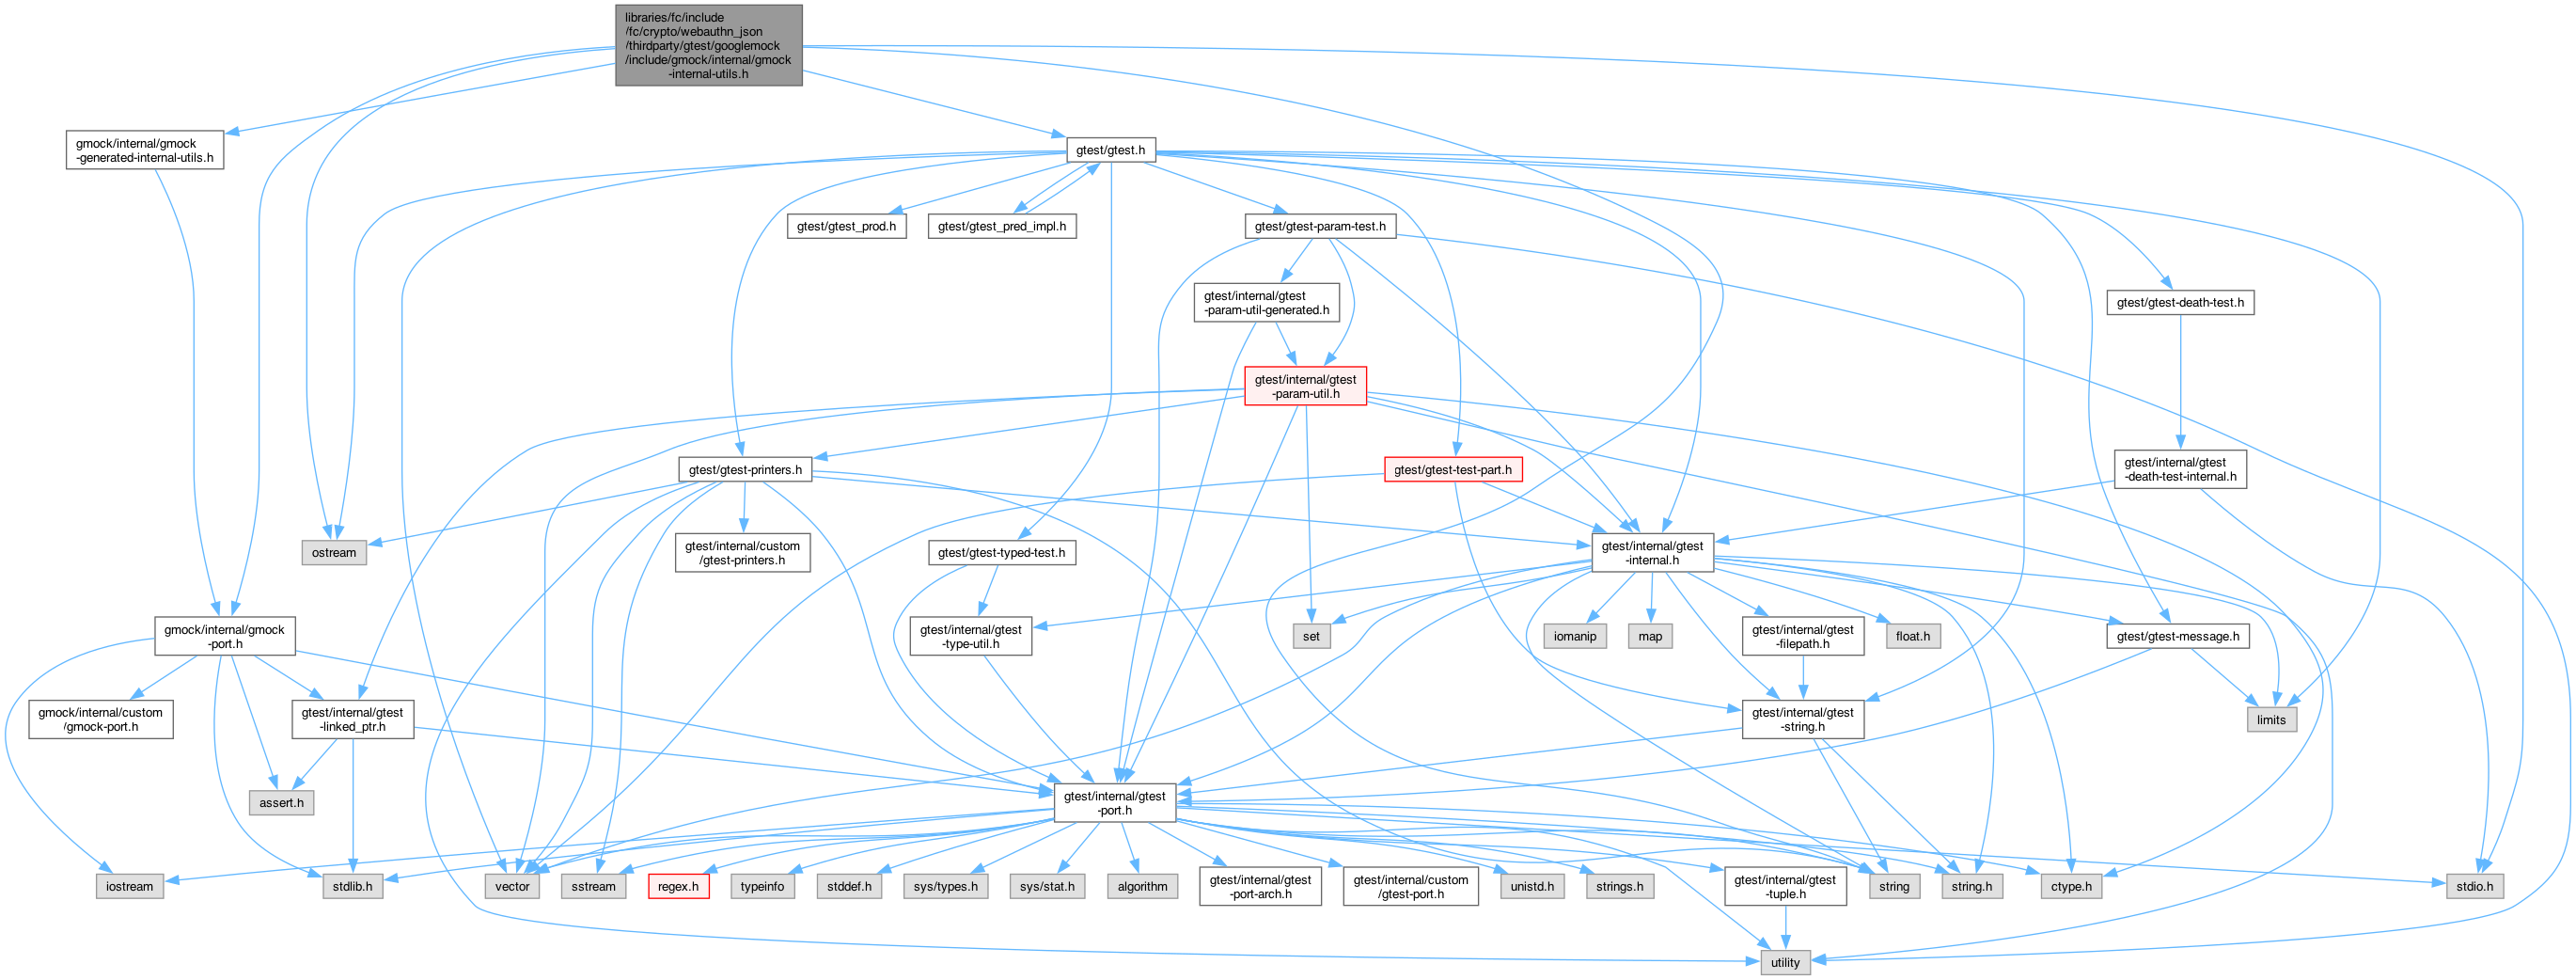 libraries/fc/include
/fc/crypto/webauthn_json
/thirdparty/gtest/googlemock
/include/gmock/internal/gmock
-internal-utils.h
gmock/internal/gmock
-generated-internal-utils.h
gtest/gtest.h
gtest/gtest_prod.h
gtest/gtest_pred_impl.h
gtest/gtest-param-test.h
gtest/internal/gtest
-param-util-generated.h
gtest/gtest-death-test.h
gtest/internal/gtest
-param-util.h
gtest/gtest-printers.h
gtest/gtest-test-part.h
gtest/internal/gtest
-death-test-internal.h
ostream
gtest/internal/custom
/gtest-printers.h
gtest/gtest-typed-test.h
gtest/internal/gtest
-internal.h
gmock/internal/gmock
-port.h
gtest/internal/gtest
-type-util.h
set
iomanip
map
gtest/internal/gtest
-filepath.h
float.h
gtest/gtest-message.h
gmock/internal/custom
/gmock-port.h
gtest/internal/gtest
-linked_ptr.h
gtest/internal/gtest
-string.h
limits
assert.h
gtest/internal/gtest
-port.h
iostream
stdlib.h
vector
sstream
regex.h
typeinfo
stddef.h
sys/types.h
sys/stat.h
algorithm
gtest/internal/gtest
-port-arch.h
gtest/internal/custom
/gtest-port.h
unistd.h
strings.h
gtest/internal/gtest
-tuple.h
string
string.h
ctype.h
stdio.h
utility